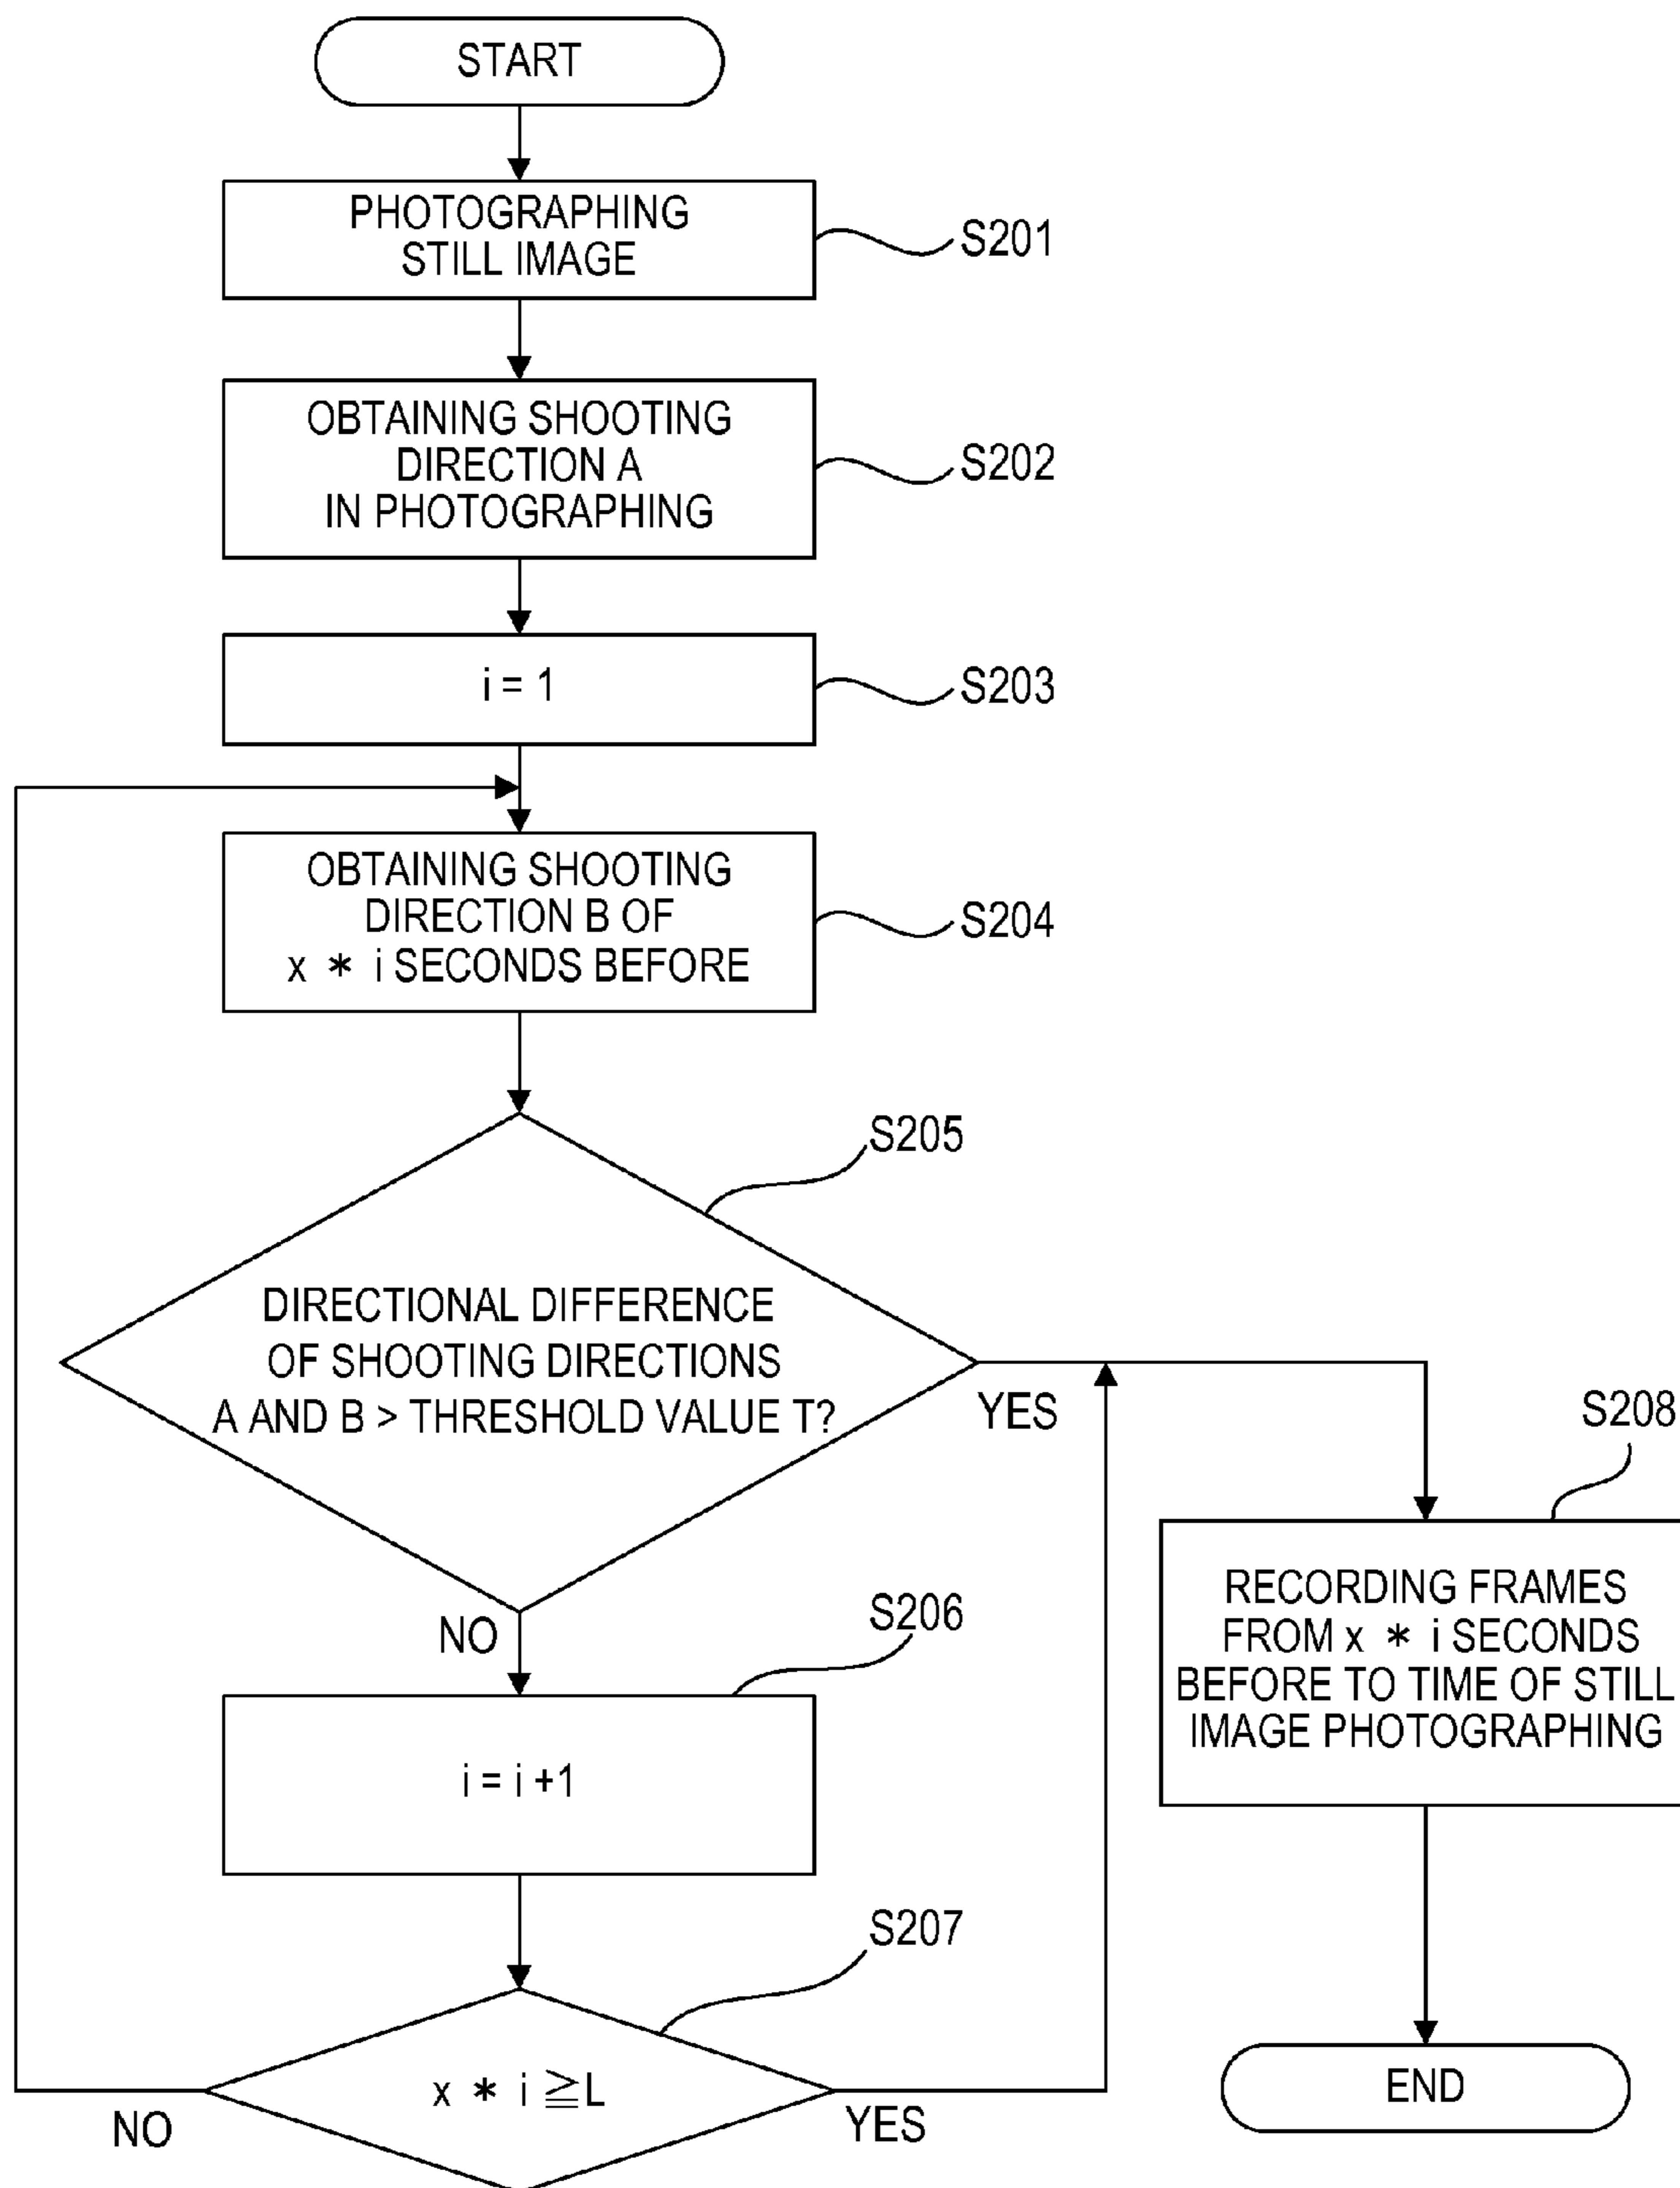 START
PHOTOGRAPHING
STILL IMAGE
S201
OBTAINING SHOOTING
DIRECTION A
IN PHOTOGRAPHING
S202
i = 1
S203
OBTAINING SHOOTING
DIRECTION B OF
x * i SECONDS BEFORE
S204
S205
DIRECTIONAL DIFFERENCE
OF SHOOTING DIRECTIONS
A AND B > THRESHOLD VALUE T?
YES
NO
S206
i = i +1
S207
x * i ≧L
NO
YES
S208
RECORDING FRAMES
FROM x * i SECONDS
BEFORE TO TIME OF STILL
IMAGE PHOTOGRAPHING
END